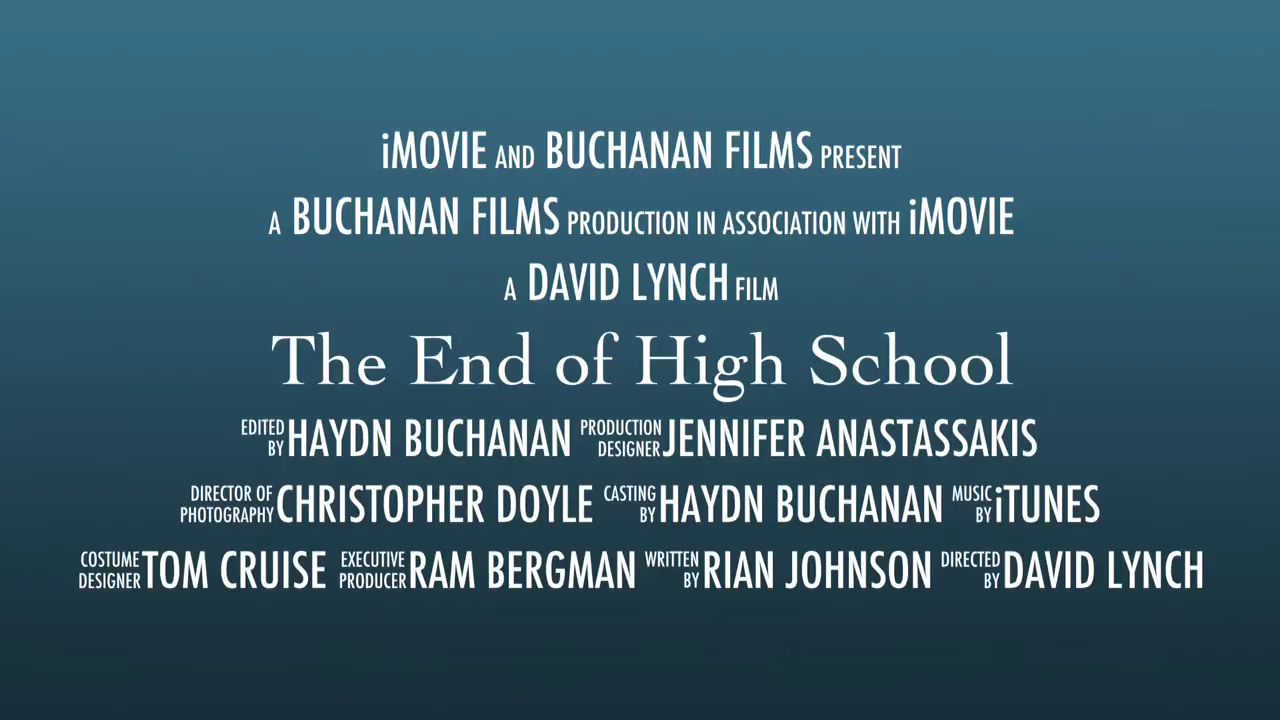 iMOVIE AND BUCHANAN FILMS PRESENT
A BUCHANAN FILMS PRODUCTION IN ASSOCIATION WITH iMOVIE
A DAVID LYNCH FILM
The End of High School
EDITED BY HAYDN BUCHANAN PRODUCTION DESIGNER JENNIFER ANASTASSAKIS
DIRECTOR OF PHOTOGRAPHY CHRISTOPHER DOYLE CASTING BY HAYDN BUCHANAN MUSIC BY iTUNES
COSTUME DESIGNER TOM CRUISE EXECUTIVE PRODUCER RAM BERGMAN WRITTEN BY RIAN JOHNSON DIRECTED BY DAVID LYNCH